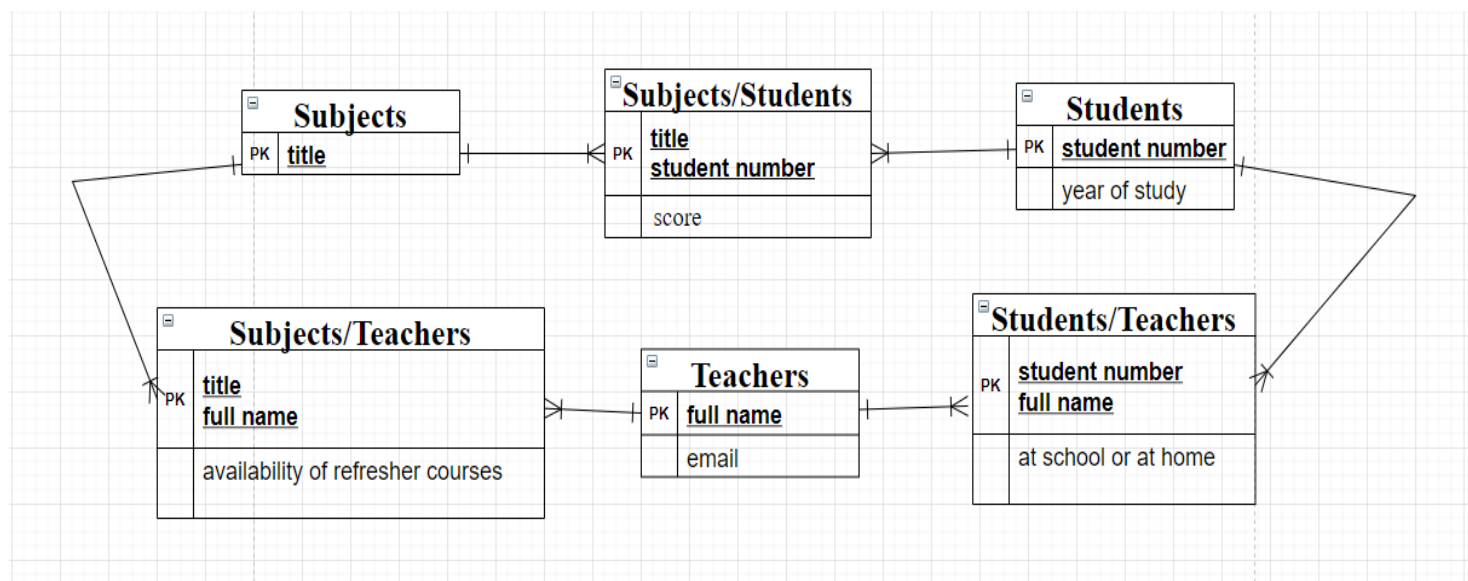 Subjects
PK title
Subjects/Students
PK title
student number
score
Students
PK student number
year of study
Subjects/Teachers
PK title
full name
availability of refresher courses
Teachers
PK full name
email
Students/Teachers
PK student number
full name
at school or at home